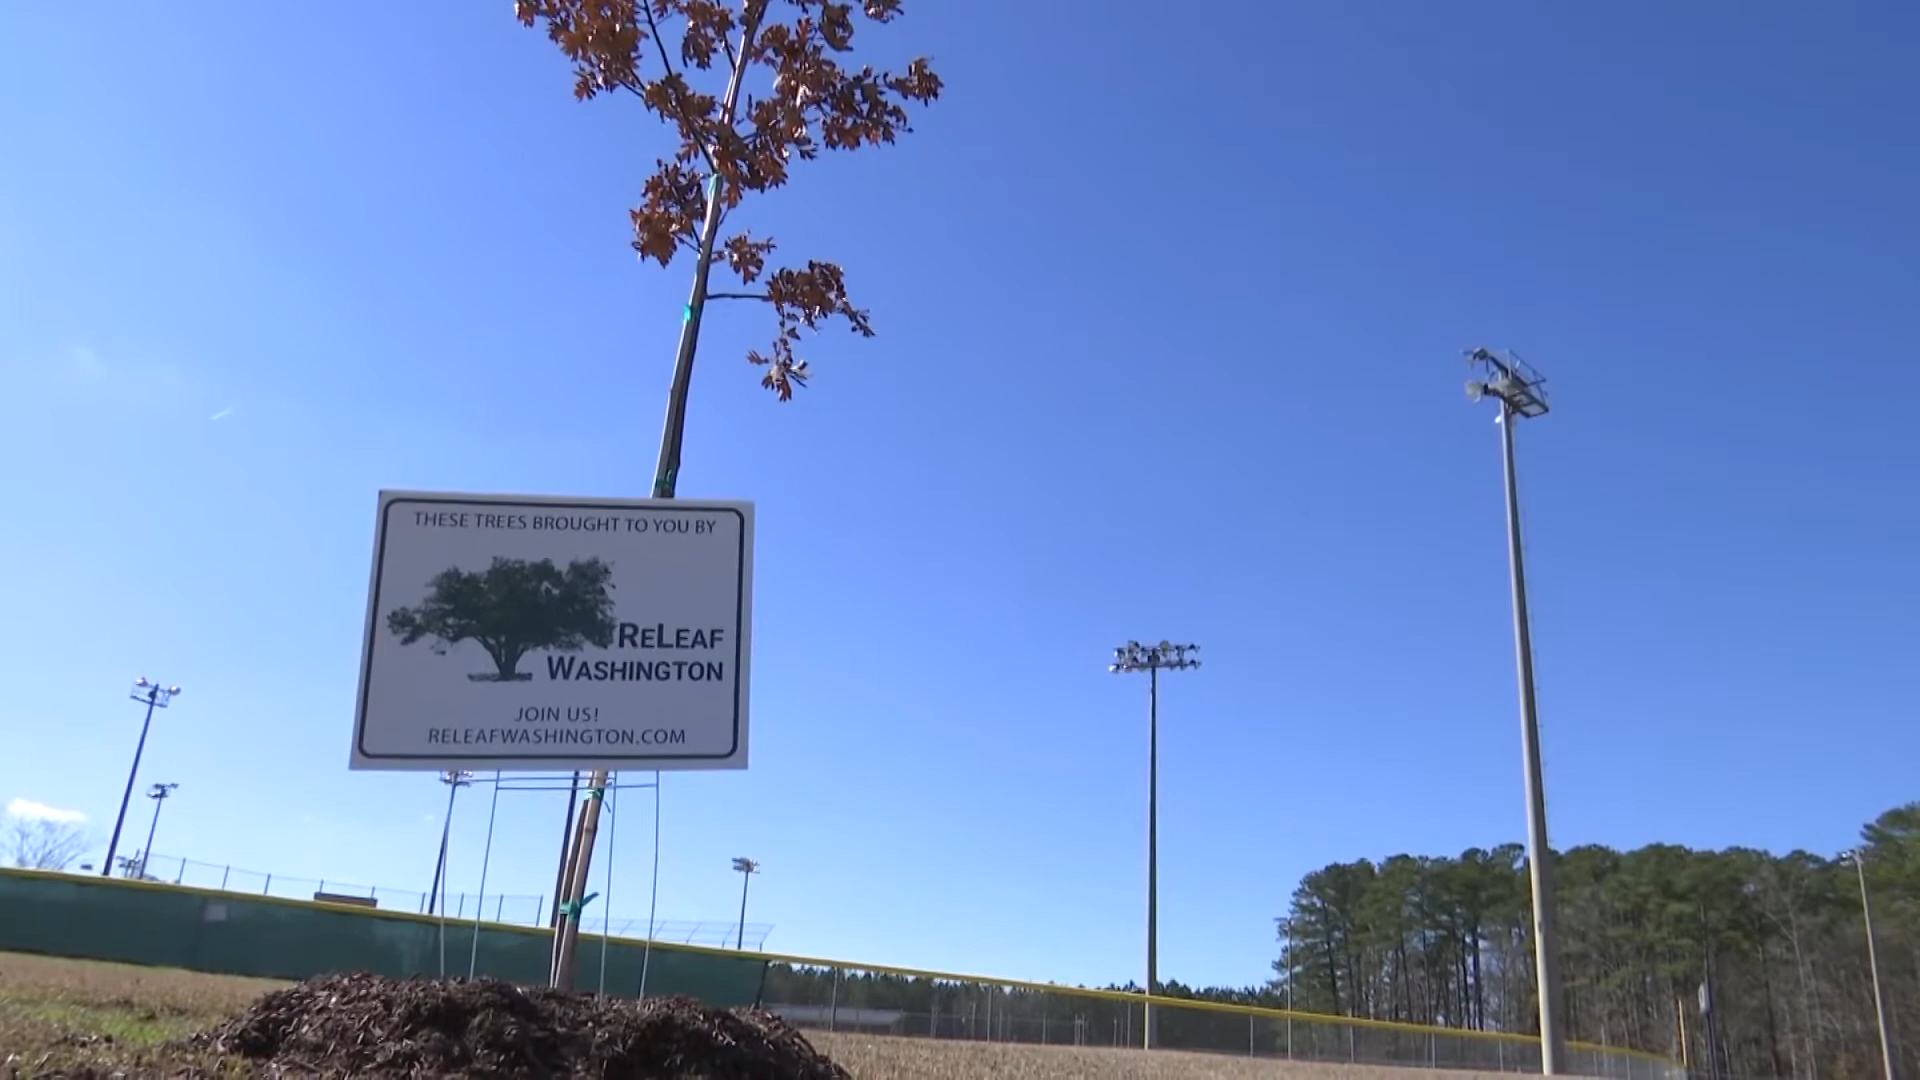 THESE TREES BROUGHT TO YOU BY
RELEAF
WASHINGTON
JOIN US!
RELEAFWASHINGTON.COM